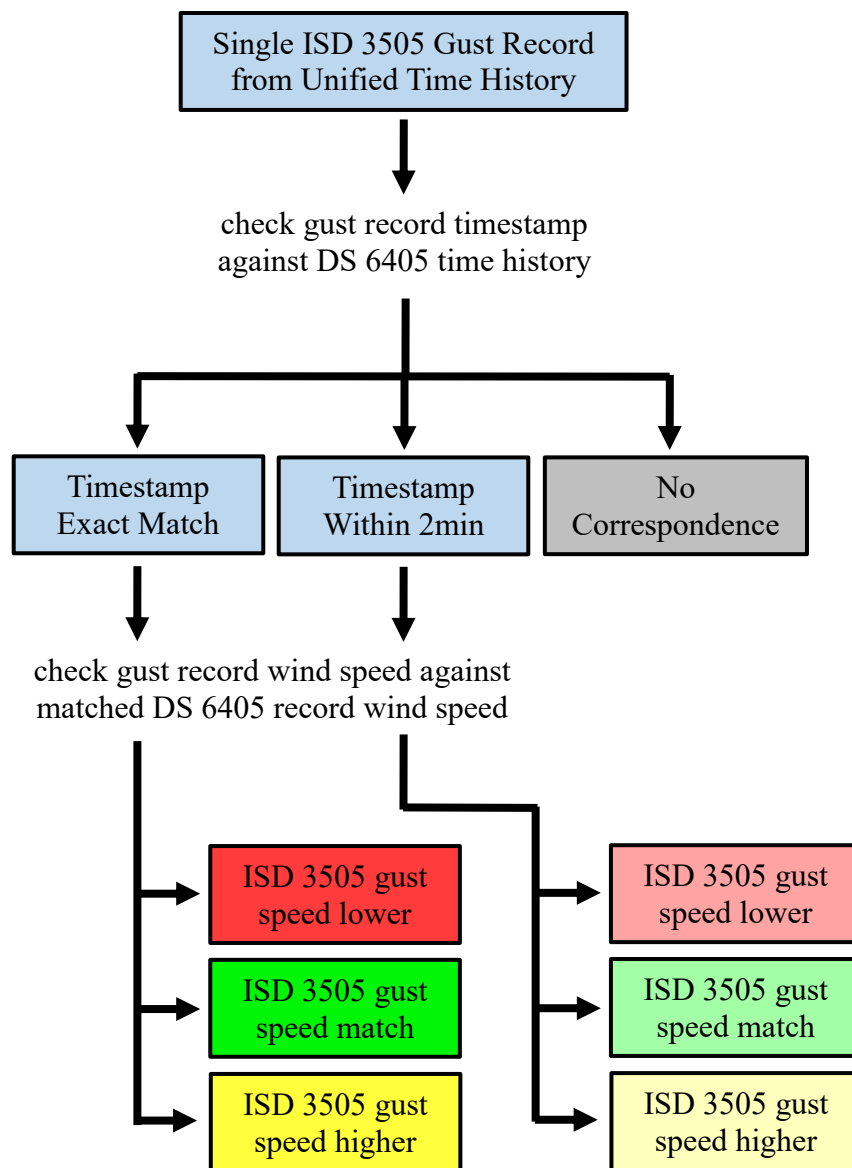 Single ISD 3505 Gust Record
from Unified Time History
check gust record timestamp
against DS 6405 time history
Timestamp
Exact Match
Timestamp
Within 2min
No
Correspondence
check gust record wind speed against
matched DS 6405 record wind speed
ISD 3505 gust
speed lower
ISD 3505 gust
speed match
ISD 3505 gust
speed higher
ISD 3505 gust
speed lower
ISD 3505 gust
speed match
ISD 3505 gust
speed higher